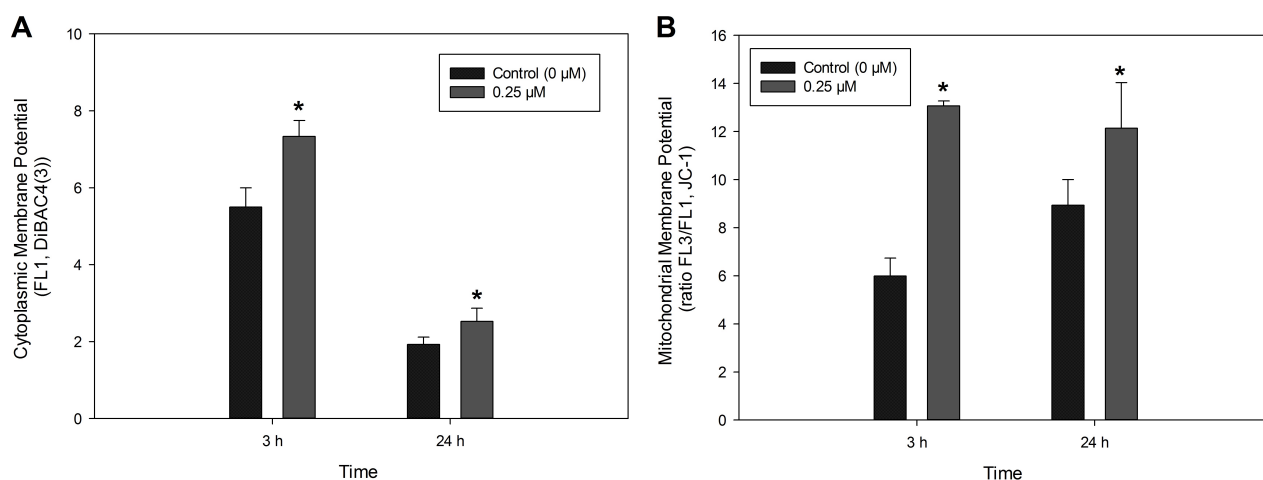 A
Cytoplasmic Membrane Potential
(FL1, DiBAC4(3))
10
8
6
4
2
0
Control (0 µM)
0.25 µM
*
*
3 h
24 h
Time
B
Mitochondrial Membrane Potential
(ratio FL3/FL1, JC-1)
16
14
12
10
8
6
4
2
0
Control (0 µM)
0.25 µM
*
*
3 h
24 h
Time